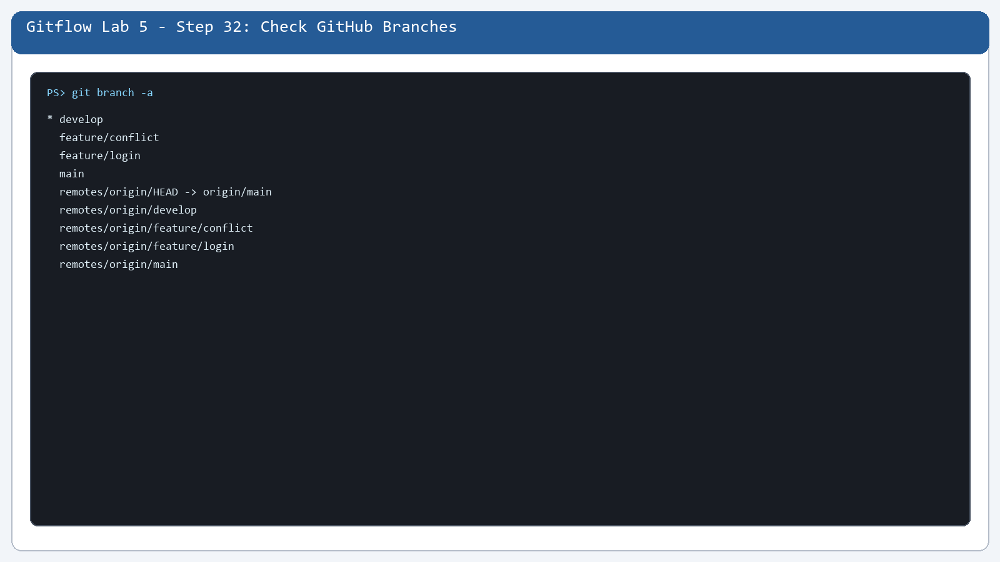 Gitflow Lab 5 - Step 32: Check GitHub Branches
PS> git branch -a
* develop
  feature/conflict
  feature/login
  main
  remotes/origin/HEAD -> origin/main
  remotes/origin/develop
  remotes/origin/feature/conflict
  remotes/origin/feature/login
  remotes/origin/main